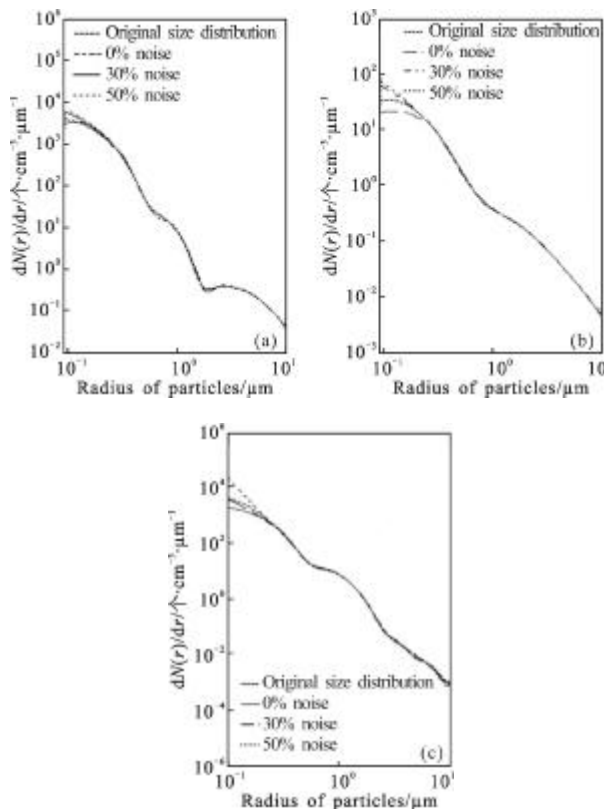 10⁶
10⁵
10⁴
10³
10²
10¹
10⁰
10⁻¹
10⁻²
dN(r)/dr/个·cm⁻³·μm⁻¹
Original size distribution
0% noise
30% noise
50% noise
(a)
10⁻¹ 10⁰ 10¹
Radius of particles/μm
10⁵
10⁴
10³
10²
10¹
10⁰
10⁻¹
10⁻²
10⁻³
dN(r)/dr/个·cm⁻³·μm⁻¹
Original size distribution
0% noise
30% noise
50% noise
(b)
10⁻¹ 10⁰ 10
Radius of particles/μm
10⁴
10²
10⁰
10⁻²
10⁻⁴
dN(r)/dr/个·cm⁻³·μm⁻¹
Original size distribution
0% noise
30% noise
50% noise
(c)
10⁻¹ 10⁰ 10¹
Radius of particles/μm